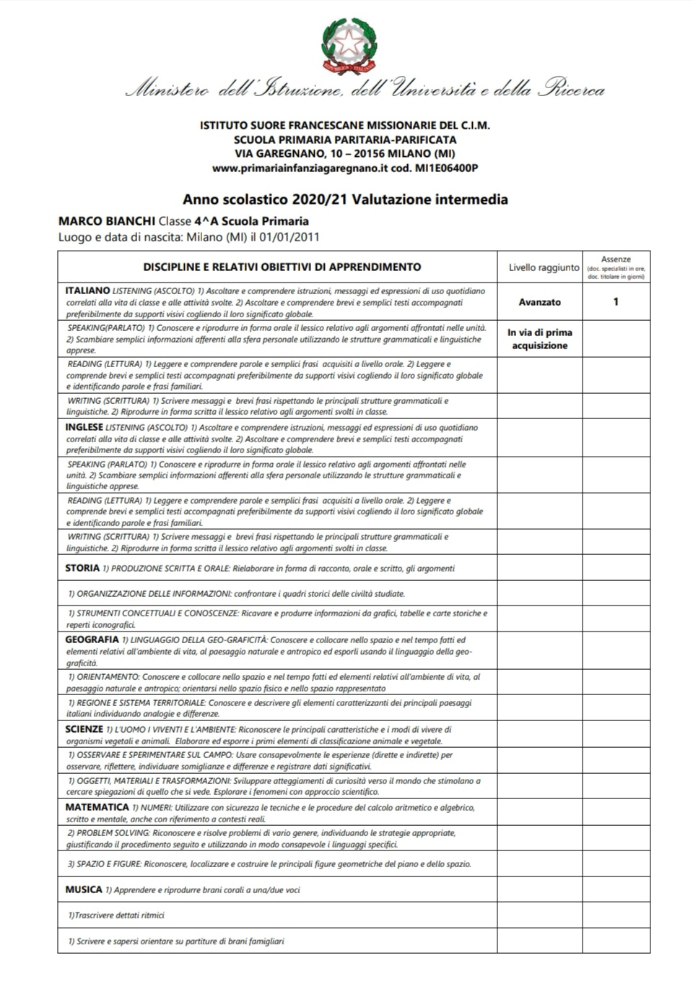 REPVBBLICA ITALIANA
Ministero dell'Istruzione, dell'Università e della Ricerca
ISTITUTO SUORE FRANCESCANE MISSIONARIE DEL C.I.M.
SCUOLA PRIMARIA PARITARIA-PARIFICATA
VIA GAREGNANO, 10 – 20156 MILANO (MI)
www.primariainfanziagaregnano.it cod. MI1E06400P
Anno scolastico 2020/21 Valutazione intermedia
MARCO BIANCHI Classe 4^A Scuola Primaria
Luogo e data di nascita: Milano (MI) il 01/01/2011
DISCIPLINE E RELATIVI OBIETTIVI DI APPRENDIMENTO
Livello raggiunto
Assenze
(doc. specialisti in ore,
doc. titolare in giorni)
ITALIANO LISTENING (ASCOLTO) 1) Ascoltare e comprendere istruzioni, messaggi ed espressioni di uso quotidiano
correlati alla vita di classe e alle attività svolte. 2) Ascoltare e comprendere brevi e semplici testi accompagnati
preferibilmente da supporti visivi cogliendo il loro significato globale.
Avanzato
1
SPEAKING(PARLATO) 1) Conoscere e riprodurre in forma orale il lessico relativo agli argomenti affrontati nelle unità.
2) Scambiare semplici informazioni afferenti alla sfera personale utilizzando le strutture grammaticali e linguistiche
apprese.
In via di prima
acquisizione
READING (LETTURA) 1) Leggere e comprendere parole e semplici frasi acquisiti a livello orale. 2) Leggere e
comprende brevi e semplici testi accompagnati preferibilmente da supporti visivi cogliendo il loro significato globale
e identificando parole e frasi familiari.
WRITING (SCRITTURA) 1) Scrivere messaggi e brevi frasi rispettando le principali strutture grammaticali e
linguistiche. 2) Riprodurre in forma scritta il lessico relativo agli argomenti svolti in classe.
INGLESE LISTENING (ASCOLTO) 1) Ascoltare e comprendere istruzioni, messaggi ed espressioni di uso quotidiano
correlati alla vita di classe e alle attività svolte. 2) Ascoltare e comprendere brevi e semplici testi accompagnati
preferibilmente da supporti visivi cogliendo il loro significato globale.
SPEAKING (PARLATO) 1) Conoscere e riprodurre in forma orale il lessico relativo agli argomenti affrontati nelle
unità. 2) Scambiare semplici informazioni afferenti alla sfera personale utilizzando le strutture grammaticali e
linguistiche apprese.
READING (LETTURA) 1) Leggere e comprendere parole e semplici frasi acquisiti a livello orale. 2) Leggere e
comprende brevi e semplici testi accompagnati preferibilmente da supporti visivi cogliendo il loro significato globale
e identificando parole e frasi familiari.
WRITING (SCRITTURA) 1) Scrivere messaggi e brevi frasi rispettando le principali strutture grammaticali e
linguistiche. 2) Riprodurre in forma scritta il lessico relativo agli argomenti svolti in classe.
STORIA 1) PRODUZIONE SCRITTA E ORALE: Rielaborare in forma di racconto, orale e scritto, gli argomenti
1) ORGANIZZAZIONE DELLE INFORMAZIONI: confrontare i quadri storici delle civiltà studiate.
1) STRUMENTI CONCETTUALI E CONOSCENZE: Ricavare e produrre informazioni da grafici, tabelle e carte storiche e
reperti iconografici.
GEOGRAFIA 1) LINGUAGGIO DELLA GEO-GRAFICITÀ: Conoscere e collocare nello spazio e nel tempo fatti ed
elementi relativi all'ambiente di vita, al paesaggio naturale e antropico ed esporli usando il linguaggio della geo-
graficità.
1) ORIENTAMENTO: Conoscere e collocare nello spazio e nel tempo fatti ed elementi relativi all'ambiente di vita, al
paesaggio naturale e antropico; orientarsi nello spazio fisico e nello spazio rappresentato
1) REGIONE E SISTEMA TERRITORIALE: Conoscere e descrivere gli elementi caratterizzanti dei principali paesaggi
italiani individuando analogie e differenze.
SCIENZE 1) L'UOMO I VIVENTI E L'AMBIENTE: Riconoscere le principali caratteristiche e i modi di vivere di
organismi vegetali e animali. Elaborare ed esporre i primi elementi di classificazione animale e vegetale.
1) OSSERVARE E SPERIMENTARE SUL CAMPO: Usare consapevolmente le esperienze (dirette e indirette) per
osservare, riflettere, individuare somiglianze e differenze e registrare dati significativi.
1) OGGETTI, MATERIALI E TRASFORMAZIONI: Sviluppare atteggiamenti di curiosità verso il mondo che stimolano a
cercare spiegazioni di quello che si vede. Esplorare i fenomeni con approccio scientifico.
MATEMATICA 1) NUMERI: Utilizzare con sicurezza le tecniche e le procedure del calcolo aritmetico e algebrico,
scritto e mentale, anche con riferimento a contesti reali.
2) PROBLEM SOLVING: Riconoscere e risolve problemi di vario genere, individuando le strategie appropriate,
giustificando il procedimento seguito e utilizzando in modo consapevole i linguaggi specifici.
3) SPAZIO E FIGURE: Riconoscere, localizzare e costruire le principali figure geometriche del piano e dello spazio.
MUSICA 1) Apprendere e riprodurre brani corali a una/due voci
1)Trascrivere dettati ritmici
1) Scrivere e sapersi orientare su partiture di brani famigliari